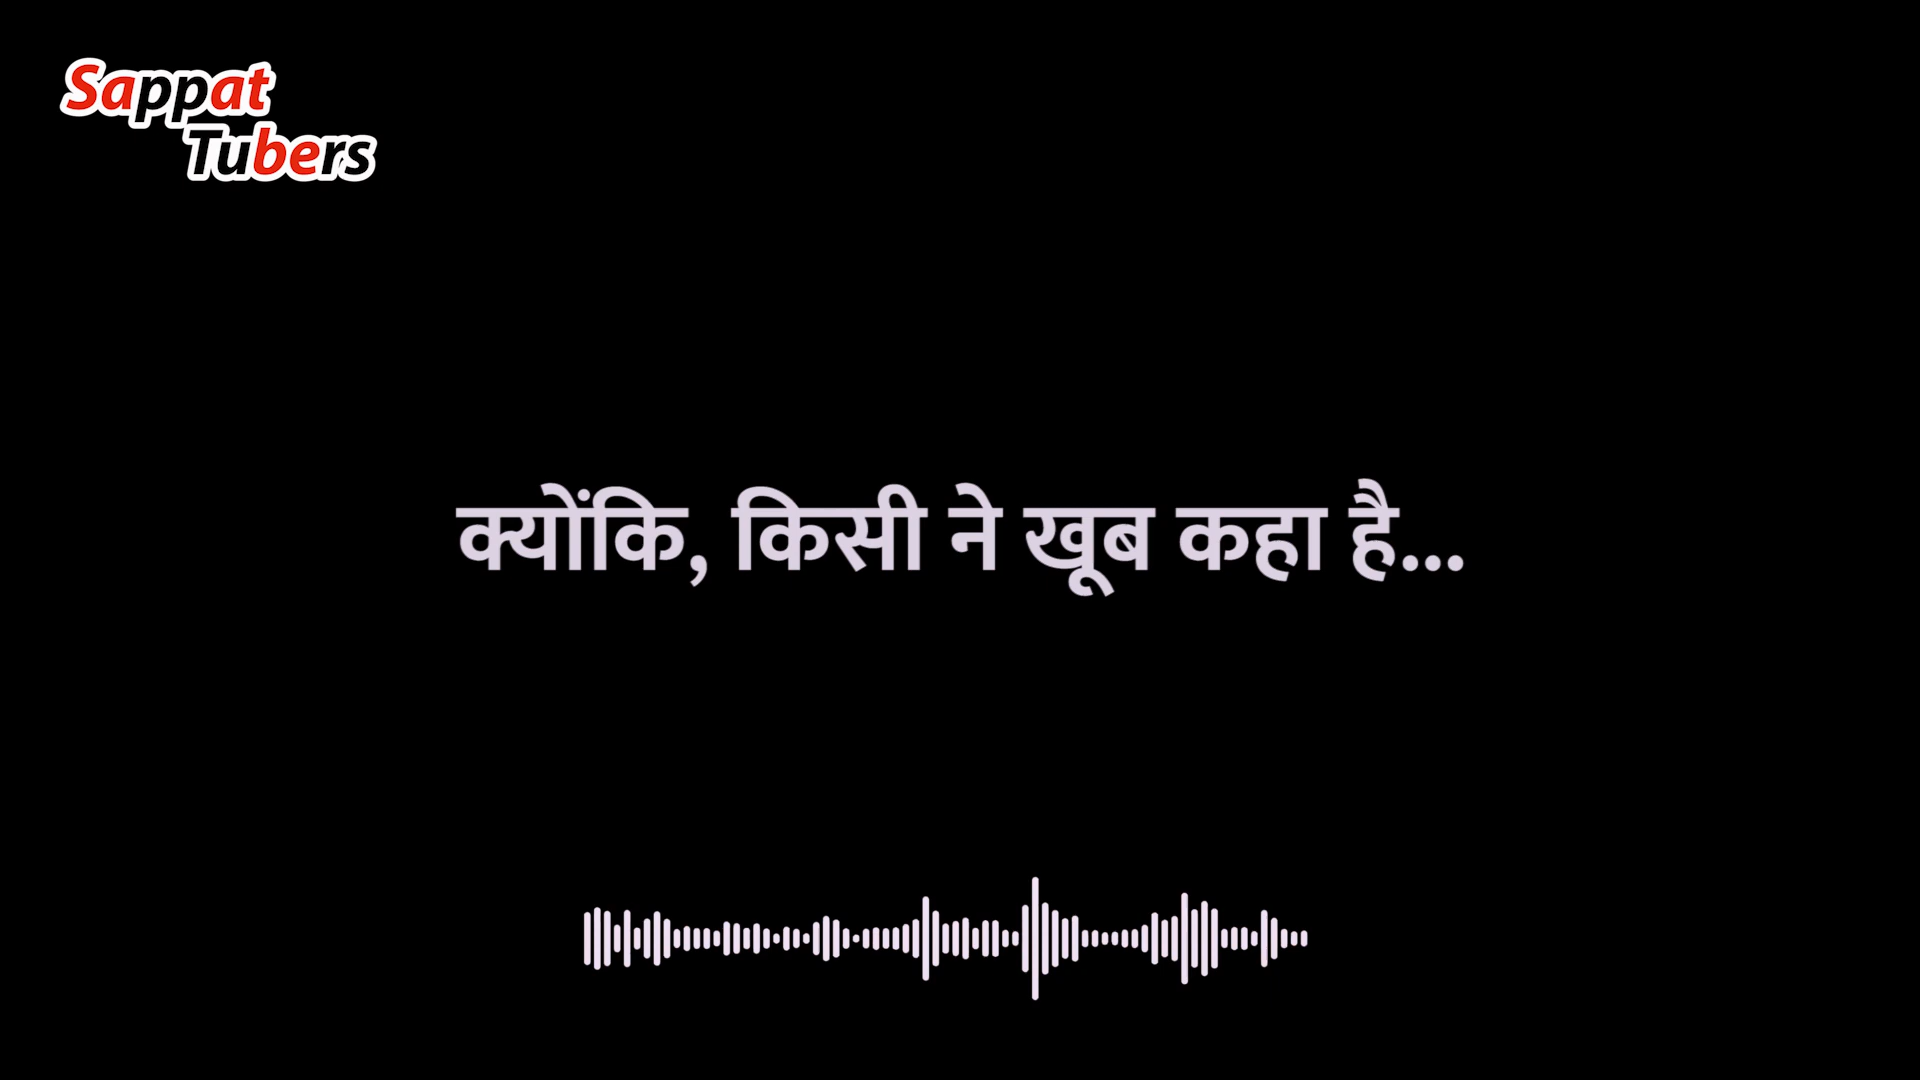 Sappat
Tubers
क्योंकि, किसी ने खूब कहा है...